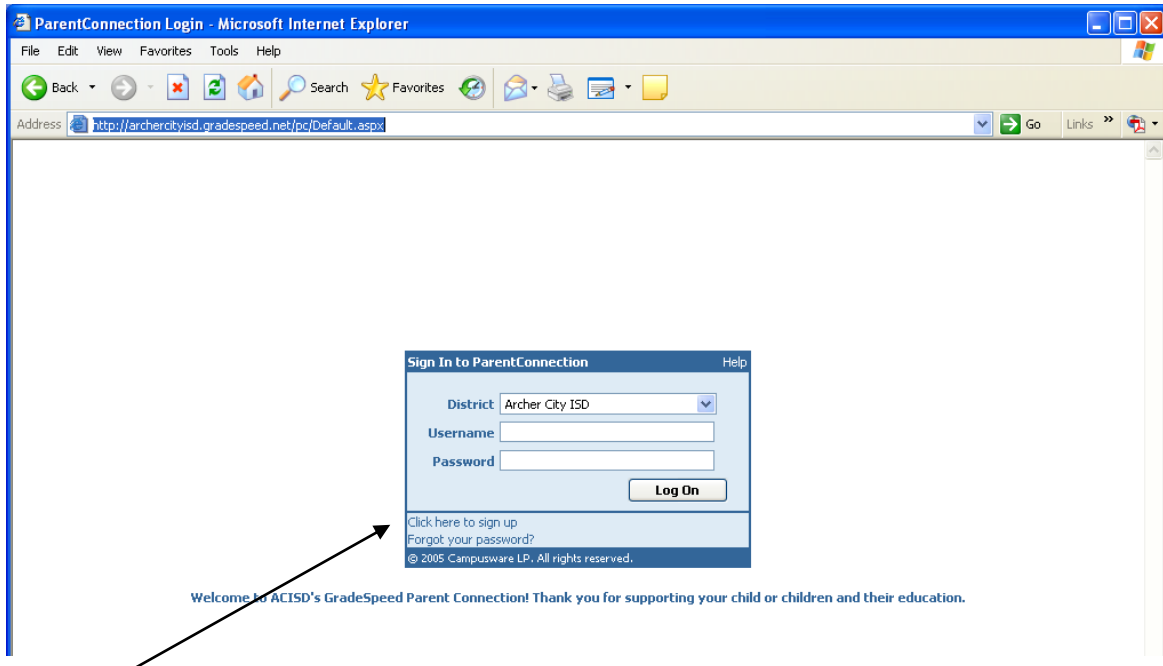 ParentConnection Login - Microsoft Internet Explorer
File Edit View Favorites Tools Help
Back Search Favorites
Address http://archercityisd.gradespeed.net/pc/Default.aspx Go Links »
Sign In to ParentConnection Help
District Archer City ISD
Username
Password
Log On
Click here to sign up
Forgot your password?
© 2005 Campusware LP. All rights reserved.
Welcome to ACISD's GradeSpeed Parent Connection! Thank you for supporting your child or children and their education.